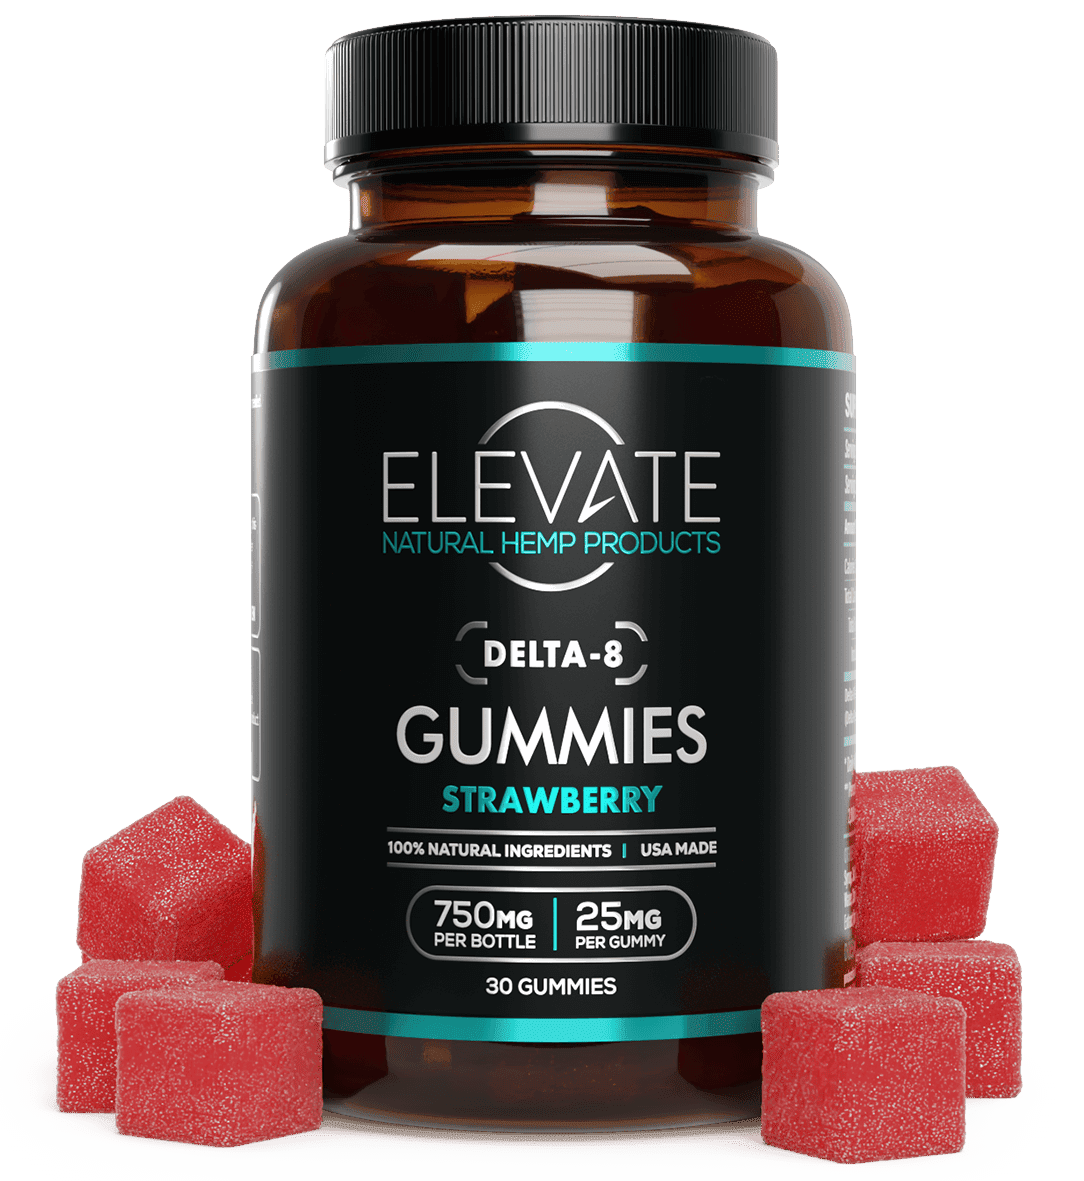 ELEVATE
NATURAL HEMP PRODUCTS
DELTA-8
GUMMIES
STRAWBERRY
100% NATURAL INGREDIENTS | USA MADE
750MG PER BOTTLE | 25MG PER GUMMY
30 GUMMIES